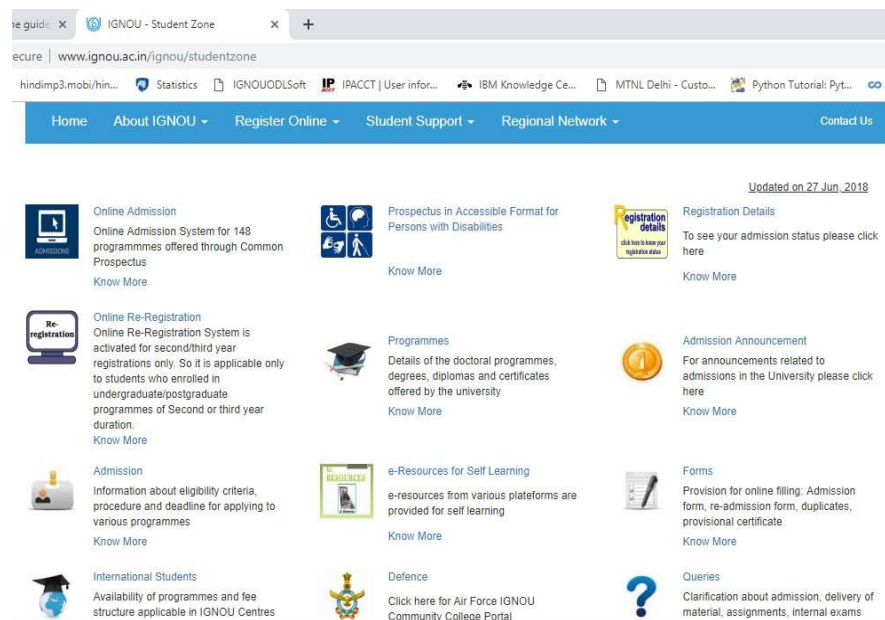 e guide
IGNOU - Student Zone
ecure | www.ignou.ac.in/ignou/studentzone
hindimp3.mobi/hin...
Statistics
IGNOUODLSoft
IP
IPACCT | User infor...
IBM Knowledge Ce...
MTNL Delhi - Custo...
Python Tutorial: Pyt...
Home
About IGNOU
Register Online
Student Support
Regional Network
Contact Us
Updated on 27 Jun, 2018
ADMISSIONS
Online Admission
Online Admission System for 148
programmmes offered through Common
Prospectus
Know More
Prospectus in Accessible Format for
Persons with Disabilities
Know More
Registration
details
click here to know your
registration status
Registration Details
To see your admission status please click
here
Know More
Re-
registration
Online Re-Registration
Online Re-Registration System is
activated for second/third year
registrations only. So it is applicable only
to students who enrolled in
undergraduate/postgraduate
programmes of Second or third year
duration.
Know More
Programmes
Details of the doctoral programmes,
degrees, diplomas and certificates
offered by the university
Know More
Admission Announcement
For announcements related to
admissions in the University please click
here
Know More
Admission
Information about eligibility criteria,
procedure and deadline for applying to
various programmes
Know More
RESOURCES
e-Resources for Self Learning
e-resources from various plateforms are
provided for self learning
Know More
Forms
Provision for online filling: Admission
form, re-admission form, duplicates,
provisional certificate
Know More
International Students
Availability of programmes and fee
structure applicable in IGNOU Centres
Defence
Click here for Air Force IGNOU
Community College Portal
Queries
Clarification about admission, delivery of
material, assignments, internal exams